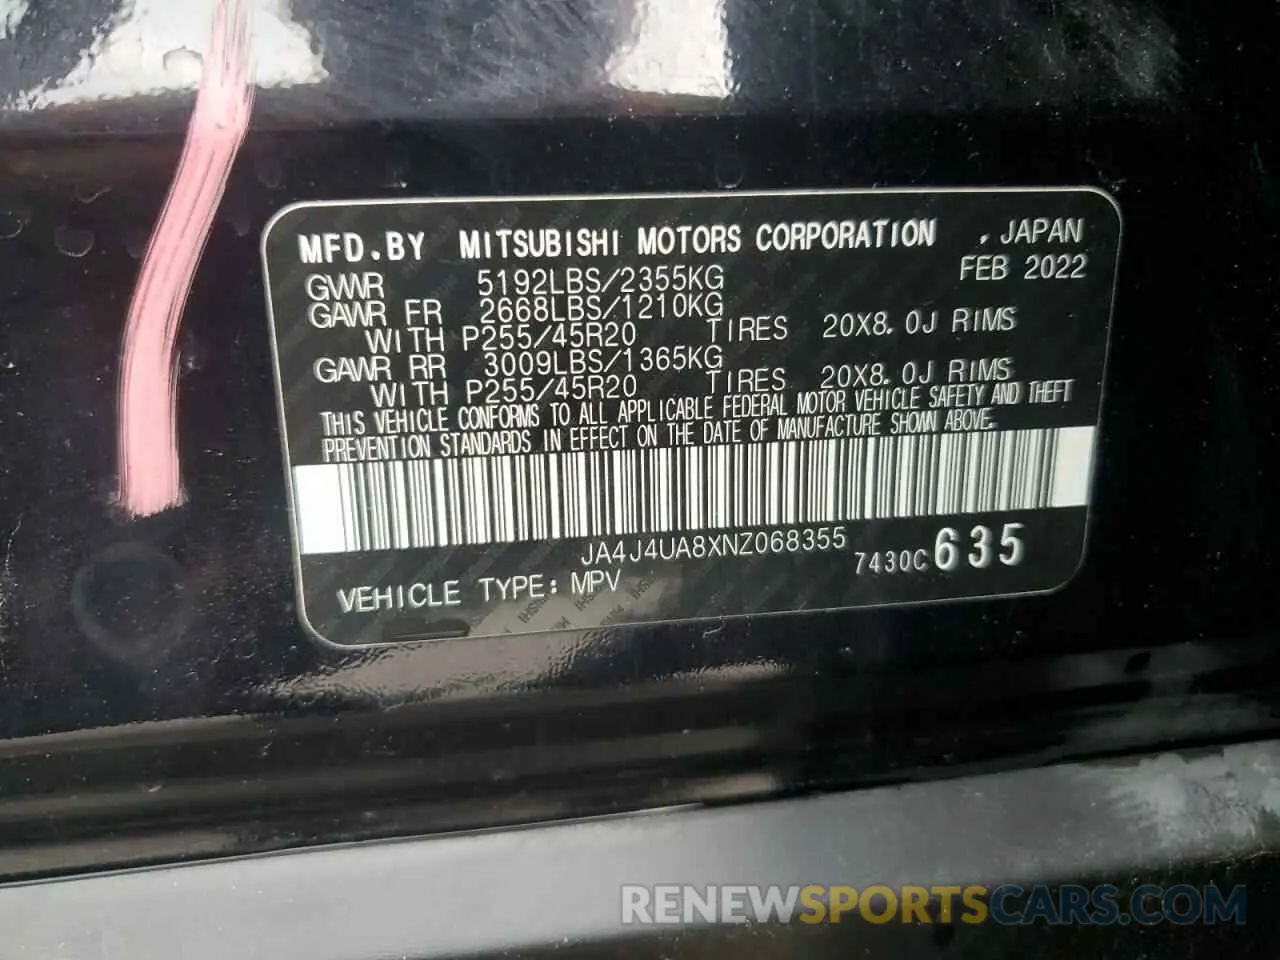 MFD.BY MITSUBISHI MOTORS CORPORATION , JAPAN
FEB 2022
GVWR 5192LBS/2355KG
GAWR FR 2668LBS/1210KG
WITH P255/45R20 TIRES 20X8.0J RIMS
GAWR RR 3009LBS/1365KG
WITH P255/45R20 TIRES 20X8.0J RIMS
THIS VEHICLE CONFORMS TO ALL APPLICABLE FEDERAL MOTOR VEHICLE SAFETY AND THEFT
PREVENTION STANDARDS IN EFFECT ON THE DATE OF MANUFACTURE SHOWN ABOVE.
JA4J4UA8XNZ068355
7430C635
VEHICLE TYPE: MPV
RENEWSPORTSCARS.COM